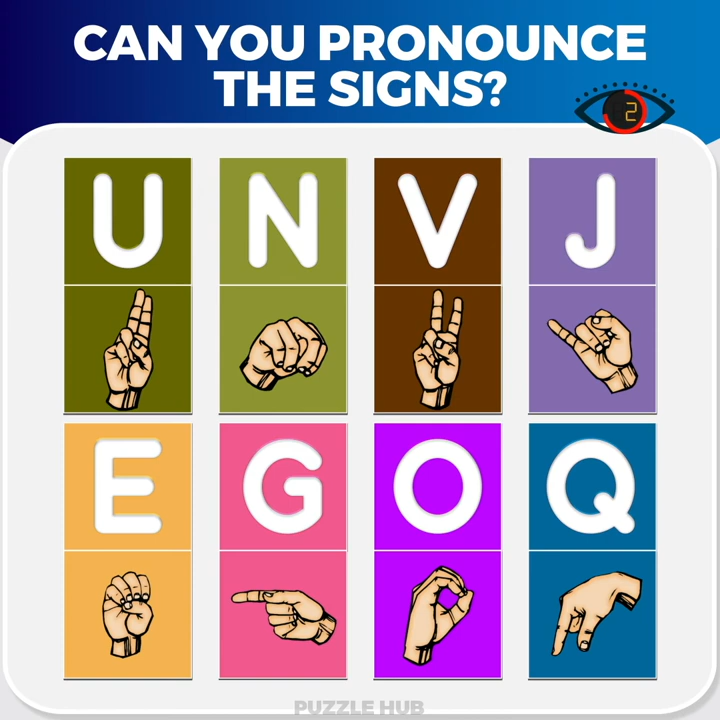 CAN YOU PRONOUNCE
THE SIGNS?
2
U N V J
E G O Q
PUZZLE HUB